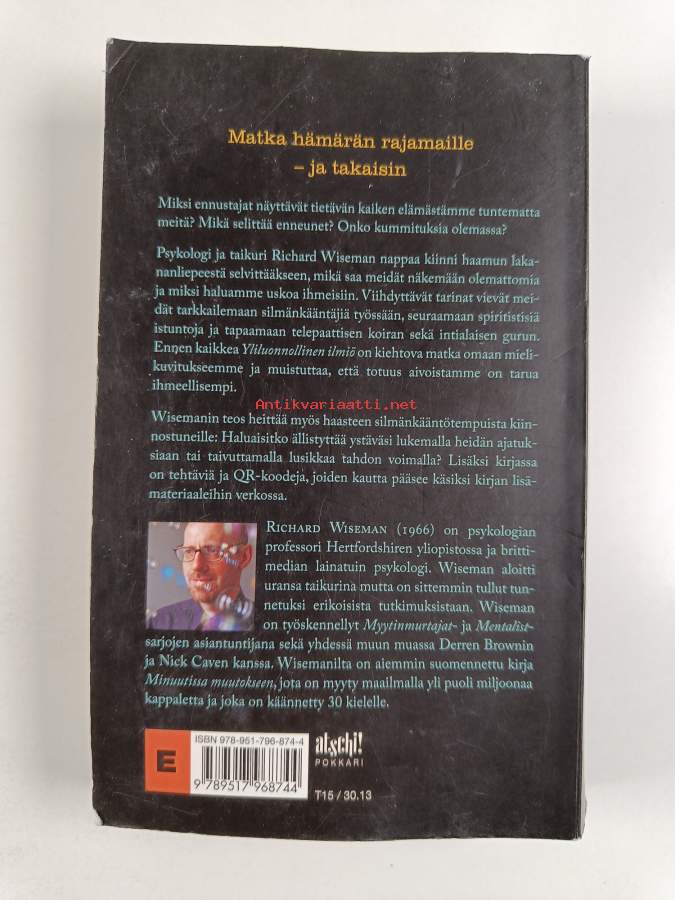 Matka hämärän rajamaille
– ja takaisin
Miksi ennustajat näyttävät tietävän kaiken elämästämme tuntematta
meitä? Mikä selittää enneunet? Onko kummituksia olemassa?
Psykologi ja taikuri Richard Wiseman nappaa kiinni haamun laka-
nanliepeestä selvittääkseen, mikä saa meidät näkemään olemattomia
ja miksi haluamme uskoa ihmeisiin. Viihdyttävät tarinat vievät mei-
dät tarkkailemaan silmänkääntäjiä työssään, seuraamaan spiritistisiä
istuntoja ja tapaamaan telepaattisen koiran sekä intialaisen gurun.
Ennen kaikkea Yliluonnollinen ilmiö on kiehtova matka omaan mieli-
kuvitukseemme ja muistuttaa, että totuus aivoistamme on tarua
ihmeellisempi.
Antikvariaatti.net
Wisemanin teos heittää myös haasteen silmänkääntötempuista kiin-
nostuneille: Haluaisitko ällistyttää ystäväsi lukemalla heidän ajatuk-
siaan tai taivuttamalla lusikkaa tahdon voimalla? Lisäksi kirjassa
on tehtäviä ja QR-koodeja, joiden kautta pääsee käsiksi kirjan lisä-
materiaaleihin verkossa.
RICHARD WISEMAN (1966) on psykologian
professori Hertfordshiren yliopistossa ja britti-
median lainatuin psykologi. Wiseman aloitti
uransa taikurina mutta on sittemmin tullut tun-
netuksi erikoisista tutkimuksistaan. Wiseman
on työskennellyt Myytinmurtajat- ja Mentalist-
sarjojen asiantuntijana sekä yhdessä muun muassa Derren Brownin
ja Nick Caven kanssa. Wisemanilta on aiemmin suomennettu kirja
Minuutissa muutokseen, jota on myyty maailmalla yli puoli miljoonaa
kappaletta ja joka on käännetty 30 kielelle.
E
ISBN 978-951-796-874-4
9 789517 968744
atschi!
POKKARI
T15 / 30.13